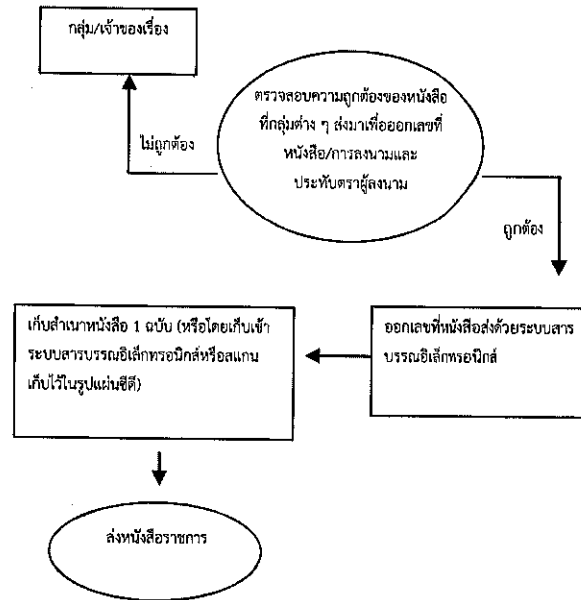 กลุ่ม/เจ้าของเรื่อง
ตรวจสอบความถูกต้องของหนังสือ
ที่กลุ่มต่าง ๆ ส่งมาเพื่อออกเลขที่
หนังสือ/การลงนามและ
ประทับตราผู้ลงนาม
ไม่ถูกต้อง
ถูกต้อง
ออกเลขที่หนังสือส่งด้วยระบบสาร
บรรณอิเล็กทรอนิกส์
เก็บสำเนาหนังสือ 1 ฉบับ (หรือโดยเก็บเข้า
ระบบสารบรรณอิเล็กทรอนิกส์หรือสแกน
เก็บไว้ในรูปแผ่นซีดี)
ส่งหนังสือราชการ